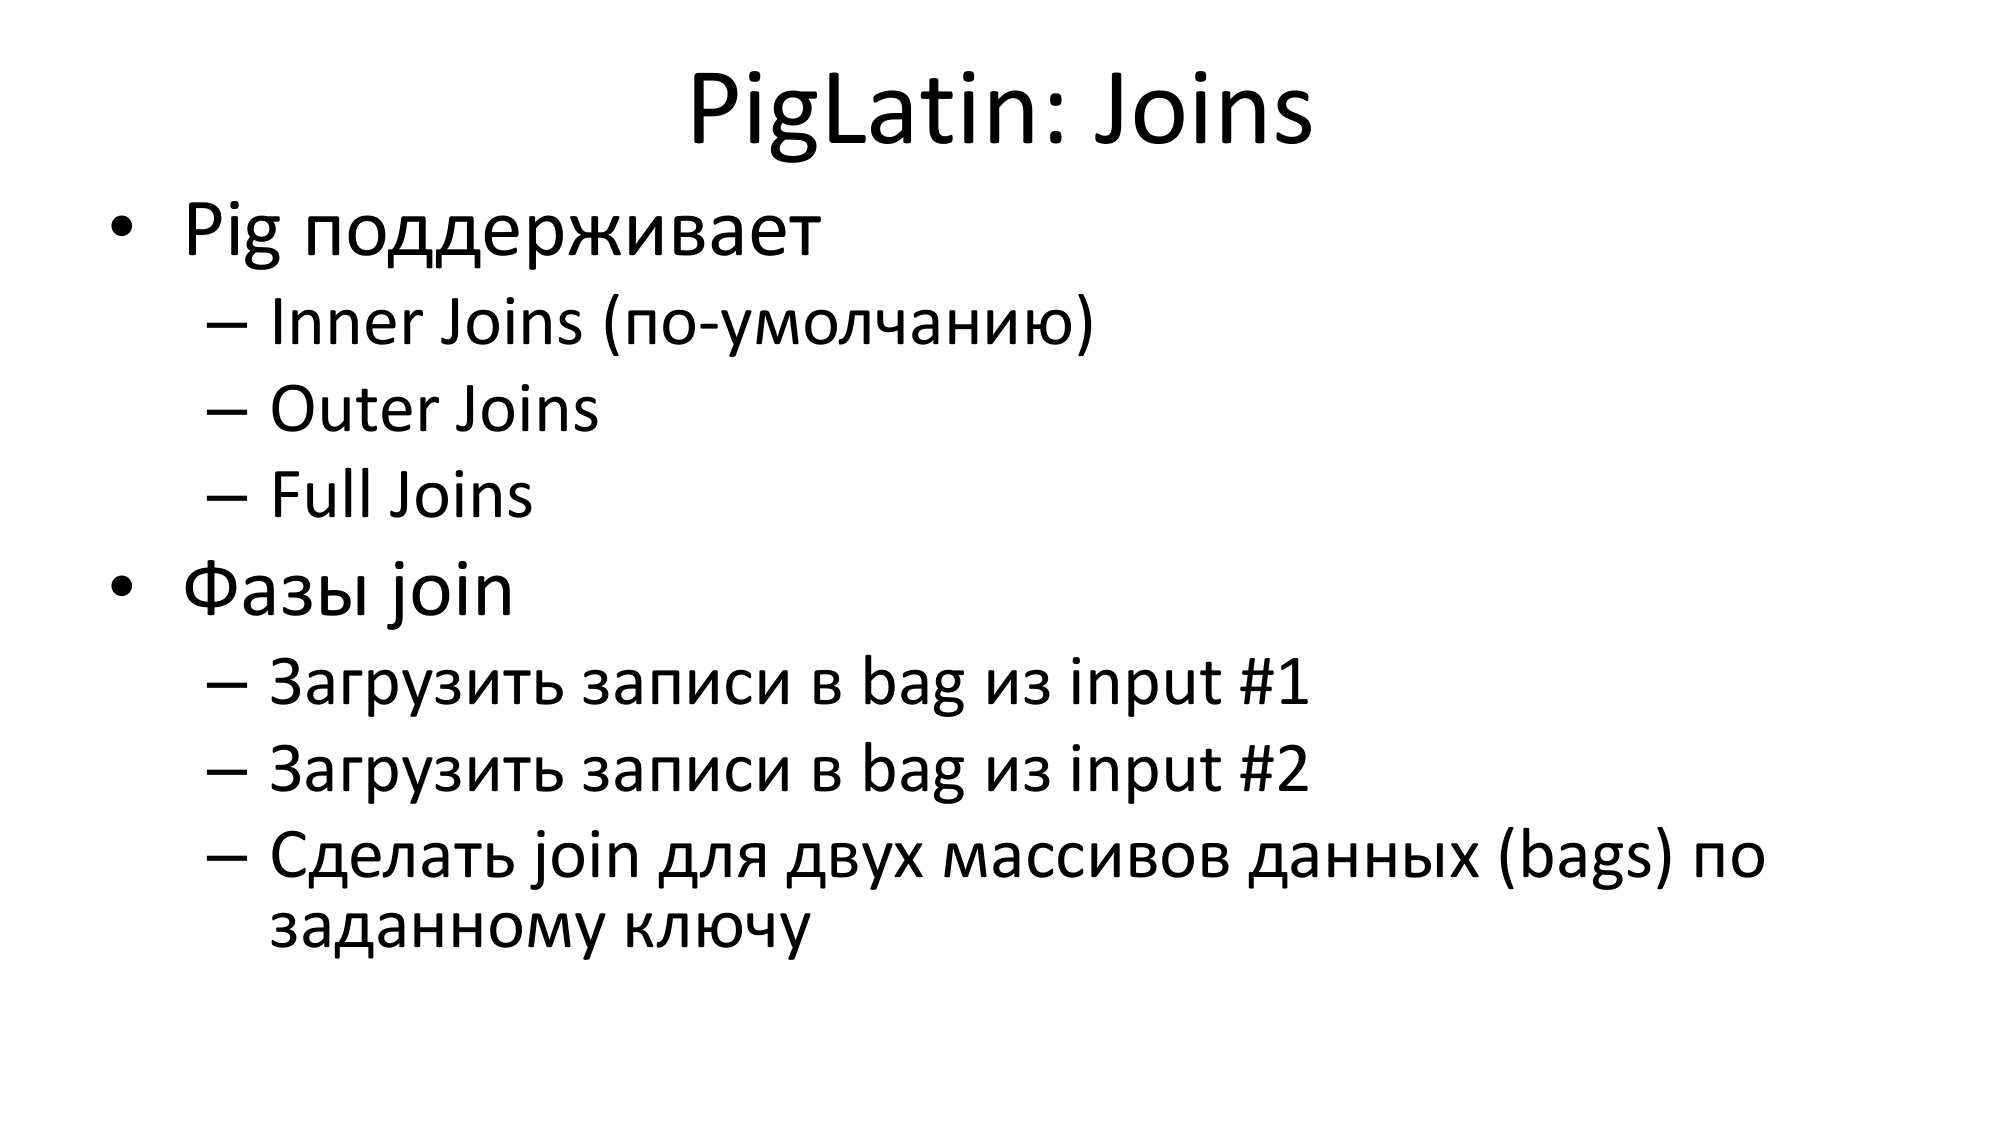 PigLatin: Joins
• Pig поддерживает
– Inner Joins (по-умолчанию)
– Outer Joins
– Full Joins
• Фазы join
– Загрузить записи в bag из input #1
– Загрузить записи в bag из input #2
– Сделать join для двух массивов данных (bags) по
заданному ключу